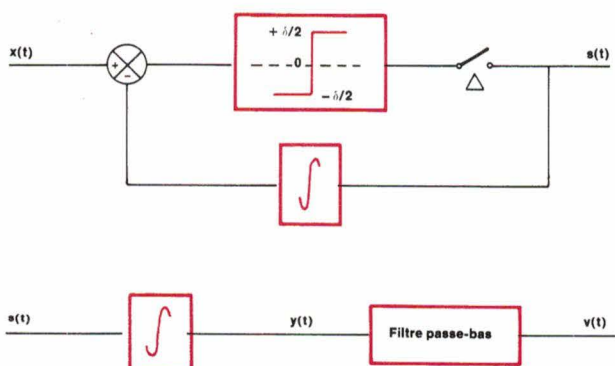 x(t)
+ δ/2
s(t)
+
−
0
− δ/2
△
∫
s(t)
∫
y(t)
Filtre passe-bas
v(t)